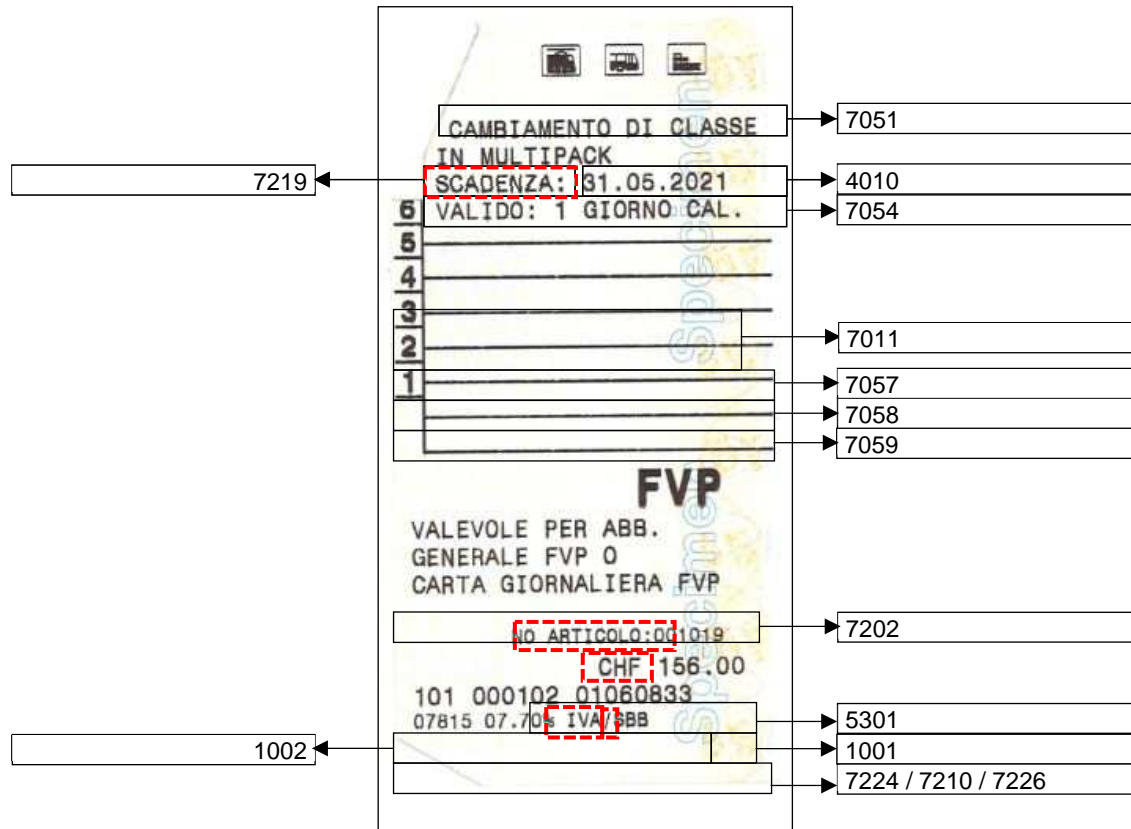 CAMBIAMENTO DI CLASSE
7051
IN MULTIPACK
7219
SCADENZA: 31.05.2021
4010
6 VALIDO: 1 GIORNO CAL.
7054
5
4
3
7011
2
1
7057
7058
7059
Specimen
FVP
VALEVOLE PER ABB.
GENERALE FVP O
CARTA GIORNALIERA FVP
Specimen
NO ARTICOLO:001019
7202
CHF 156.00
101 000102 01060833
07815 07.70% IVA/SBB
5301
1002
1001
7224 / 7210 / 7226